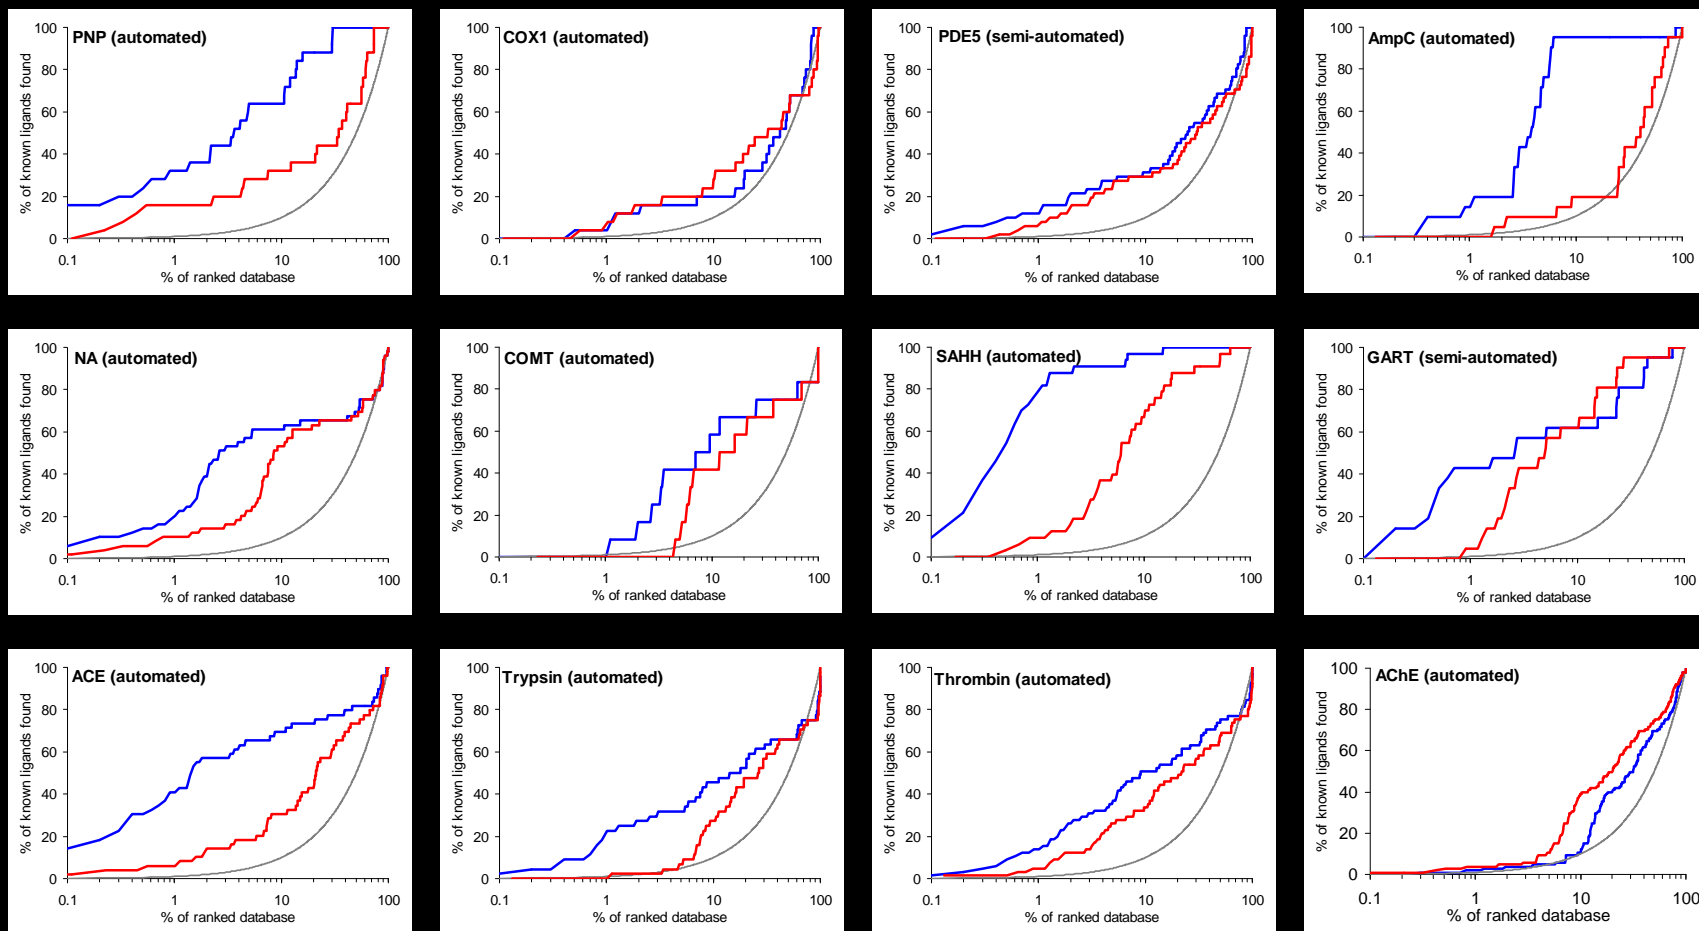 PNP (automated)
% of known ligands found
100
80
60
40
20
0
0.1 1 10 100
% of ranked database
COX1 (automated)
% of known ligands found
100
80
60
40
20
0
0.1 1 10 100
% of ranked database
PDE5 (semi-automated)
% of known ligands found
100
80
60
40
20
0
0.1 1 10 100
% of ranked database
AmpC (automated)
% of known ligands found
100
80
60
40
20
0
0.1 1 10 100
% of ranked database
NA (automated)
% of known ligands found
100
80
60
40
20
0
0.1 1 10 100
% of ranked database
COMT (automated)
% of known ligands found
100
80
60
40
20
0
0.1 1 10 100
% of ranked database
SAHH (automated)
% of known ligands found
100
80
60
40
20
0
0.1 1 10 100
% of ranked database
GART (semi-automated)
% of known ligands found
100
80
60
40
20
0
0.1 1 10 100
% of ranked database
ACE (automated)
% of known ligands found
100
80
60
40
20
0
0.1 1 10 100
% of ranked database
Trypsin (automated)
% of known ligands found
100
80
60
40
20
0
0.1 1 10 100
% of ranked database
Thrombin (automated)
% of known ligands found
100
80
60
40
20
0
0.1 1 10 100
% of ranked database
AChE (automated)
% of known ligands found
100
80
60
40
20
0
0.1 1 10 100
% of ranked database